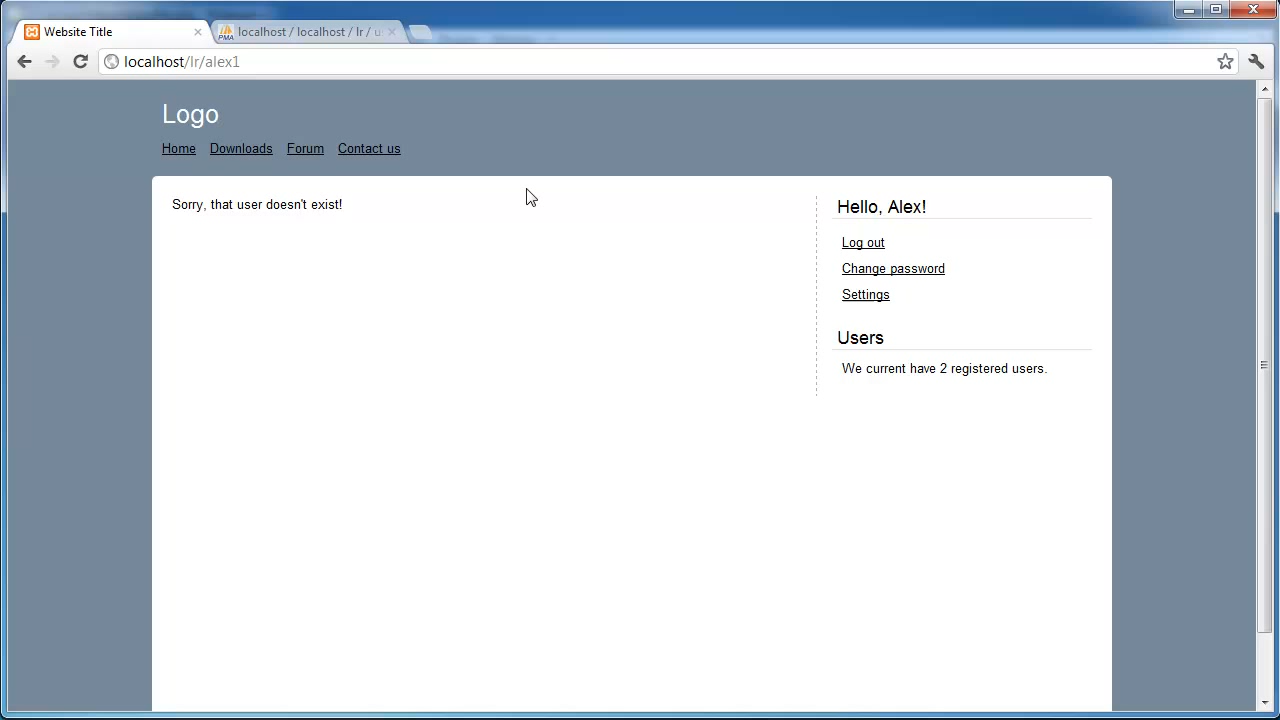 Website Title
localhost / localhost / lr / u
localhost/lr/alex1
Logo
Home Downloads Forum Contact us
Sorry, that user doesn't exist!
Hello, Alex!
Log out
Change password
Settings
Users
We current have 2 registered users.